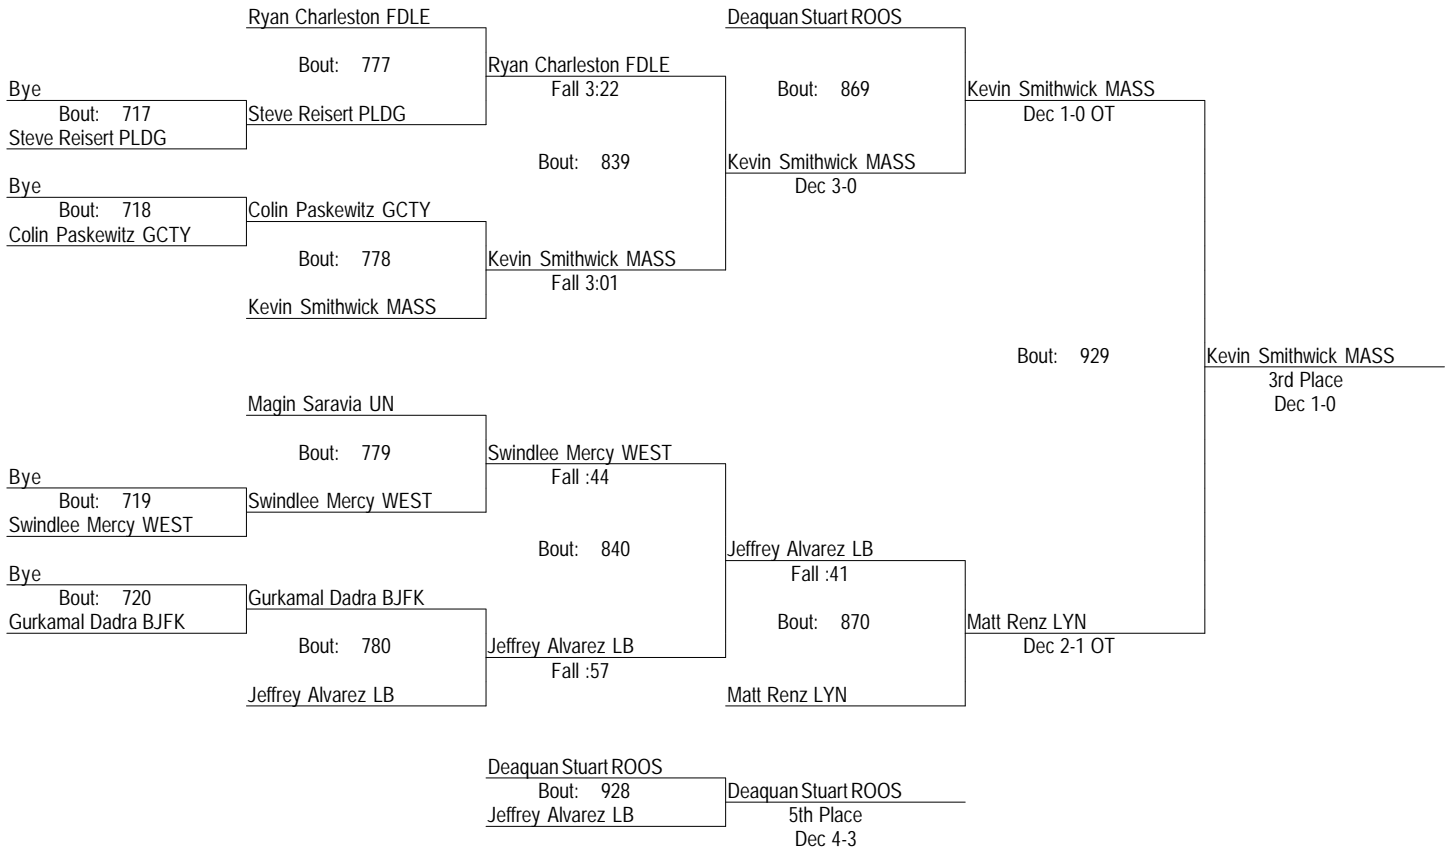 Ryan Charleston FDLE
Bout: 777
Bye
Bout: 717
Steve Reisert PLDG
Steve Reisert PLDG
Ryan Charleston FDLE
Fall 3:22
Bye
Bout: 718
Colin Paskewitz GCTY
Colin Paskewitz GCTY
Bout: 778
Kevin Smithwick MASS
Kevin Smithwick MASS
Fall 3:01
Bout: 839
Kevin Smithwick MASS
Dec 3-0
Deaquan Stuart ROOS
Bout: 869
Kevin Smithwick MASS
Dec 1-0 OT
Magin Saravia UN
Bout: 779
Bye
Bout: 719
Swindlee Mercy WEST
Swindlee Mercy WEST
Swindlee Mercy WEST
Fall :44
Bye
Bout: 720
Gurkamal Dadra BJFK
Gurkamal Dadra BJFK
Bout: 780
Jeffrey Alvarez LB
Jeffrey Alvarez LB
Fall :57
Bout: 840
Jeffrey Alvarez LB
Fall :41
Bout: 870
Matt Renz LYN
Matt Renz LYN
Dec 2-1 OT
Bout: 929
Kevin Smithwick MASS
3rd Place
Dec 1-0
Deaquan Stuart ROOS
Bout: 928
Jeffrey Alvarez LB
Deaquan Stuart ROOS
5th Place
Dec 4-3